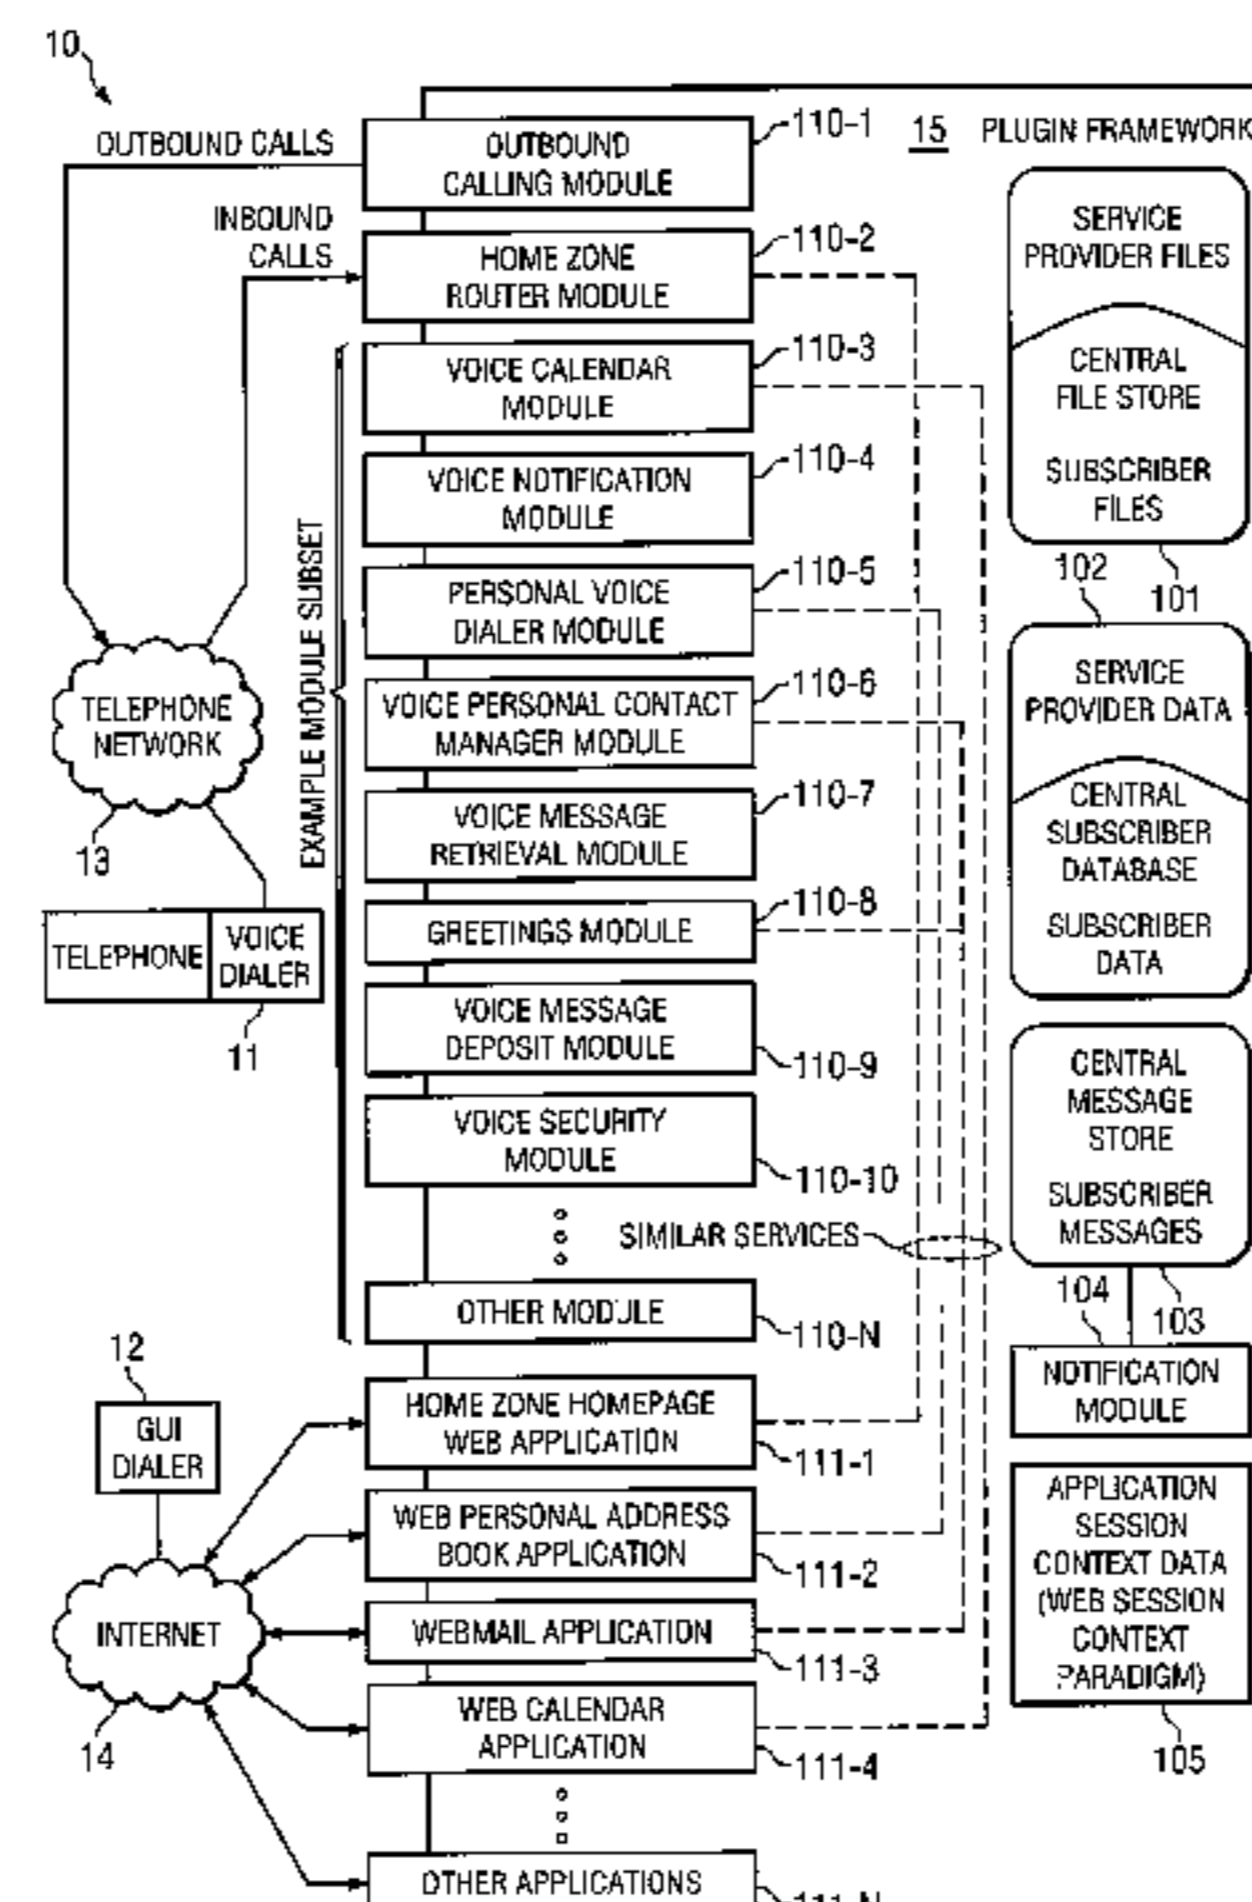 10
OUTBOUND CALLS
INBOUND
CALLS
OUTBOUND
CALLING MODULE
110-1
15 PLUGIN FRAMEWORK
HOME ZONE
ROUTER MODULE
110-2
VOICE CALENDAR
MODULE
110-3
VOICE NOTIFICATION
MODULE
110-4
PERSONAL VOICE
DIALER MODULE
110-5
VOICE PERSONAL CONTACT
MANAGER MODULE
110-6
VOICE MESSAGE
RETRIEVAL MODULE
110-7
GREETINGS MODULE
110-8
VOICE MESSAGE
DEPOSIT MODULE
110-9
VOICE SECURITY
MODULE
110-10
SIMILAR SERVICES
OTHER MODULE
110-N
EXAMPLE MODULE SUBSET
TELEPHONE
NETWORK
13
TELEPHONE
VOICE
DIALER
11
SERVICE
PROVIDER FILES
CENTRAL
FILE STORE
SUBSCRIBER
FILES
102
101
SERVICE
PROVIDER DATA
CENTRAL
SUBSCRIBER
DATABASE
SUBSCRIBER
DATA
CENTRAL
MESSAGE
STORE
SUBSCRIBER
MESSAGES
104
103
NOTIFICATION
MODULE
APPLICATION
SESSION
CONTEXT DATA
(WEB SESSION
CONTEXT
PARADIGM)
105
12
GUI
DIALER
INTERNET
14
HOME ZONE HOMEPAGE
WEB APPLICATION
111-1
WEB PERSONAL ADDRESS
BOOK APPLICATION
111-2
WEBMAIL APPLICATION
111-3
WEB CALENDAR
APPLICATION
111-4
OTHER APPLICATIONS
111-N